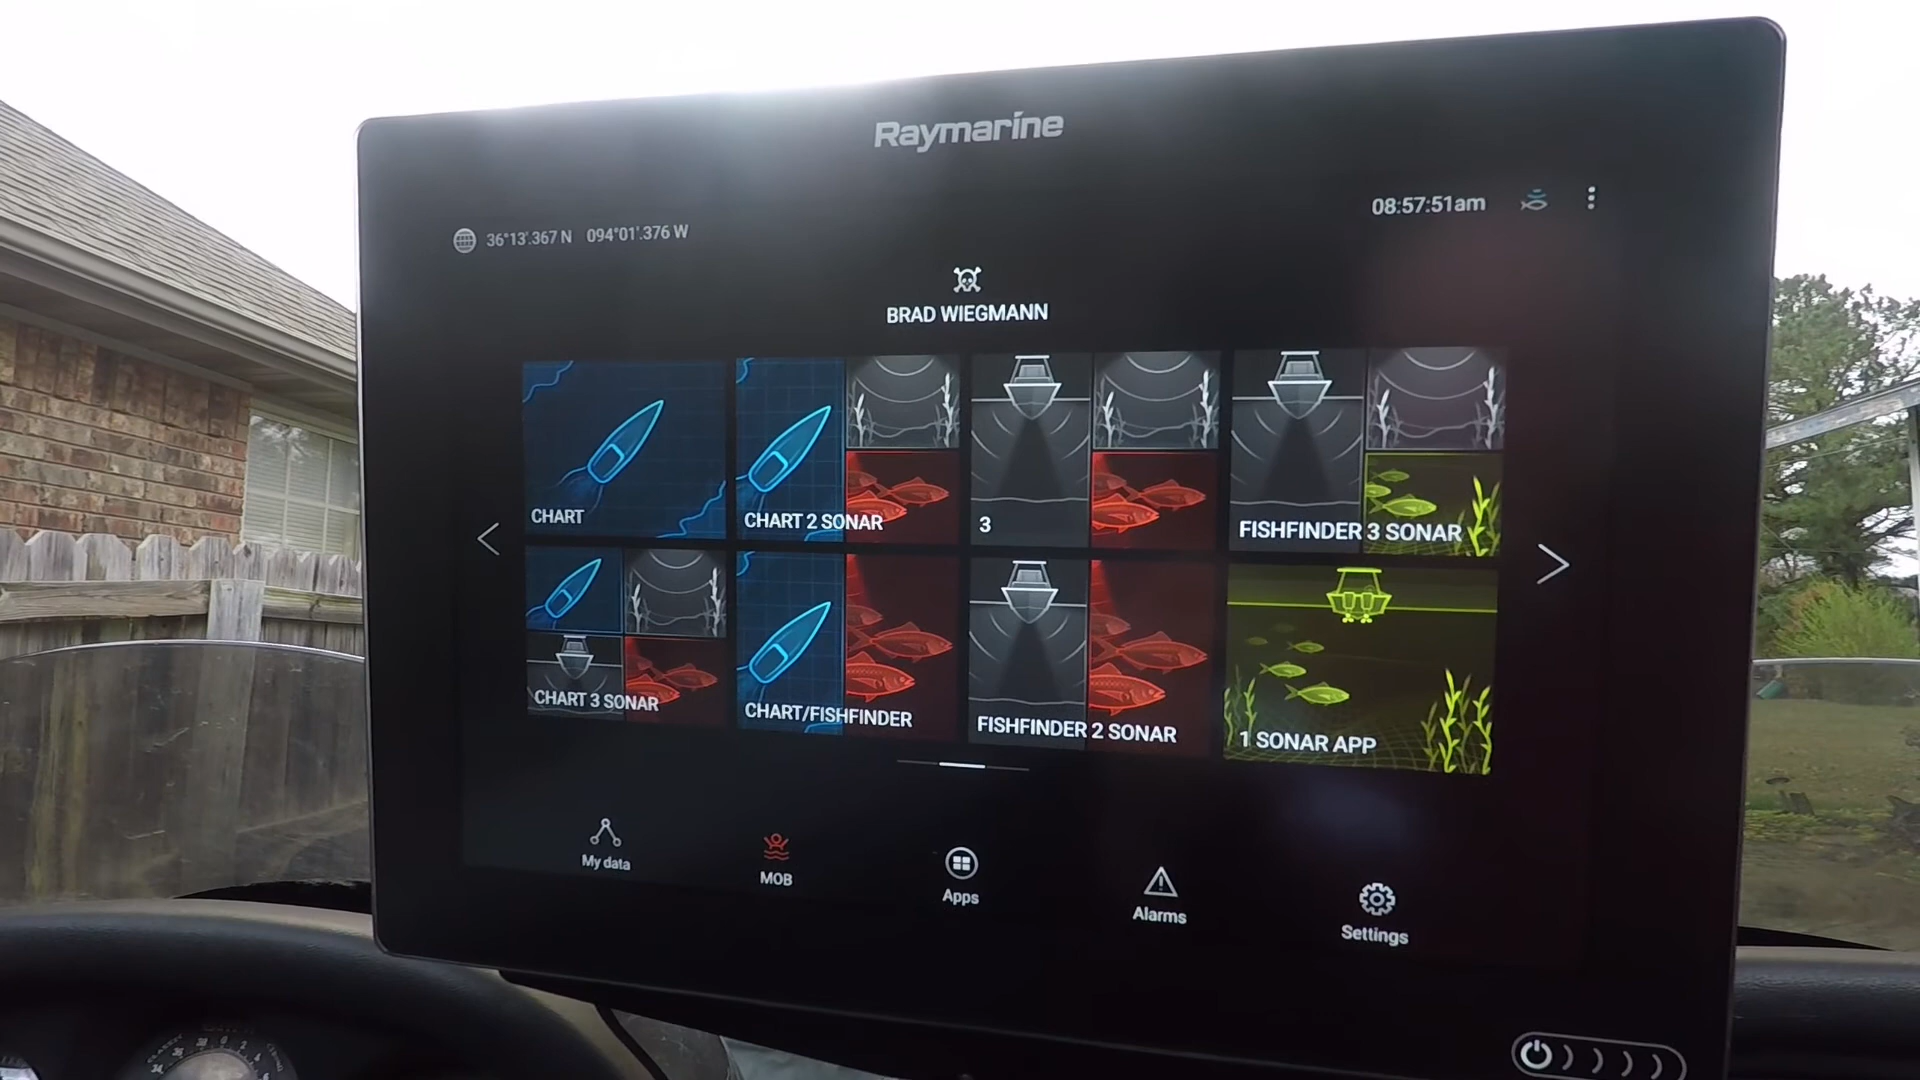 Raymarine
08:57:51am
36°13'.367 N 094°01'.376 W
BRAD WIEGMANN
CHART
CHART 2 SONAR
3
FISHFINDER 3 SONAR
CHART 3 SONAR
CHART/FISHFINDER
FISHFINDER 2 SONAR
1 SONAR APP
My data
MOB
Apps
Alarms
Settings